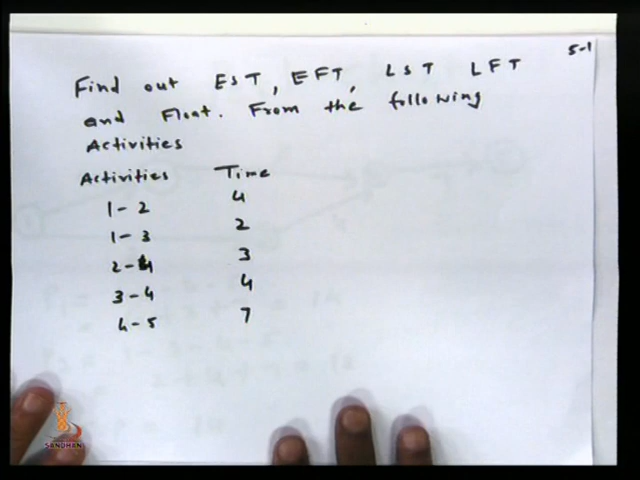 5-1
Find out EST, EFT, LST LFT
and Float. From the following
Activities
Activities Time
1-2 4
1-3 2
2-4 3
3-4 4
4-5 7
SANDHAN